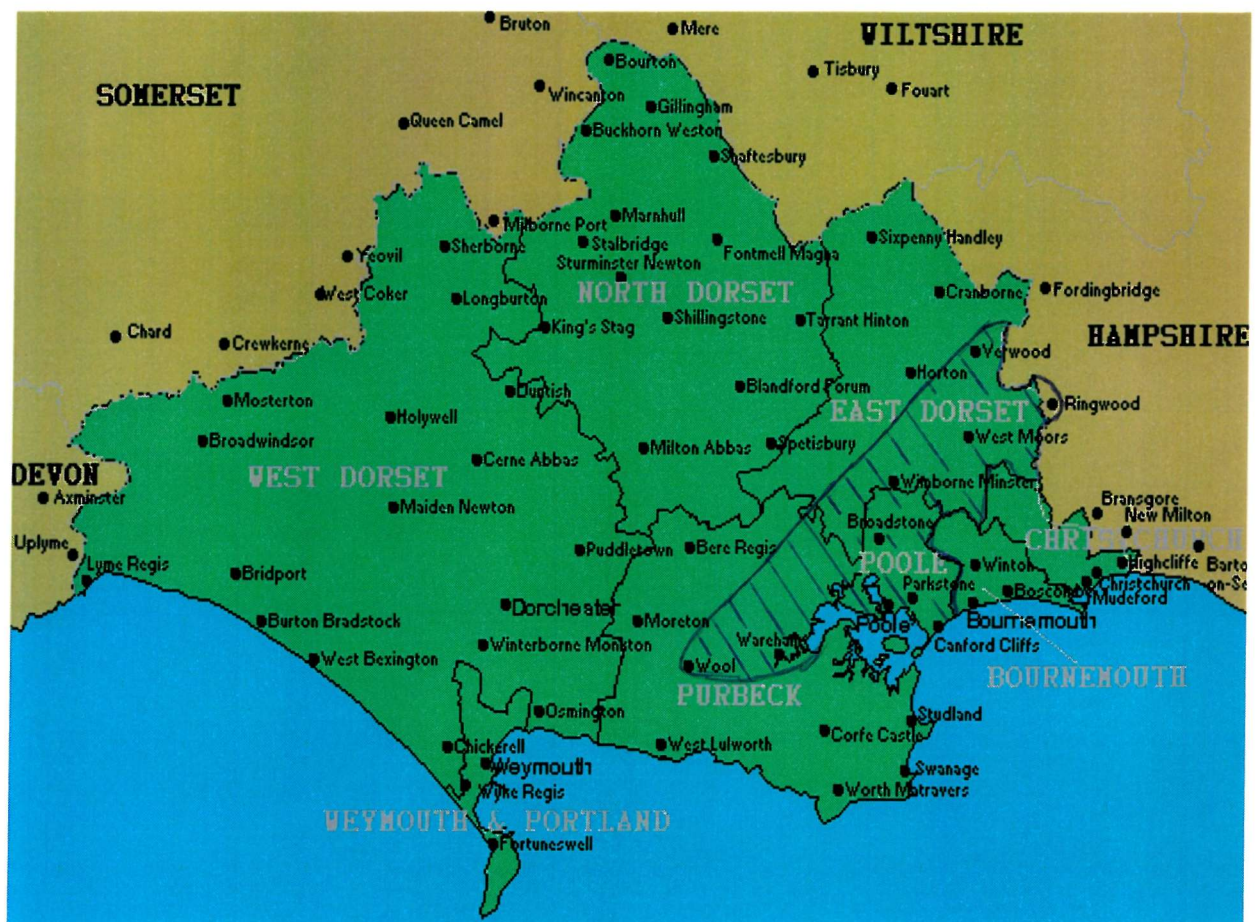 Bruton
Mere
WILTSHIRE
Bourton
Tisbury
SOMERSET
Wincanton
Fouart
Gillingham
Queen Camel
Buckhorn Weston
Shaftesbury
Milborne Port
Marnhull
Sherborne
Stalbridge
Fontmell Magna
Sixpenny Handley
Yeovil
Sturminster Newton
West Coker
Longburton
NORTH DORSET
Cranborne
Fordingbridge
Chard
Crewkerne
King's Stag
Shillingstone
Tarrant Hinton
HAMPSHIRE
Verwood
Horton
Mosterton
Duntish
Blandford Forum
Holywell
EAST DORSET
Ringwood
Broadwindsor
Milton Abbas
Spetisbury
West Moors
DEVON
Axminster
WEST DORSET
Cerne Abbas
Wimborne Minster
Maiden Newton
Bransgore
New Milton
Uplyme
Broadstone
CHRISTCHURCH
Lyme Regis
Puddletown
Bere Regis
POOLE
Winton
Highcliffe
Barto
on-Se
Bridport
Parkstone
Boscombe
Christchurch
Mudeford
Dorchester
Burton Bradstock
Moreton
Poole
Bournemouth
Canford Cliffs
Winterborne Monkton
Wareham
West Bexington
Wool
PURBECK
BOURNEMOUTH
Osmington
Studland
Chickerell
West Lulworth
Corfe Castle
Weymouth
Swanage
Wyke Regis
Worth Matravers
WEYMOUTH & PORTLAND
Fortuneswell